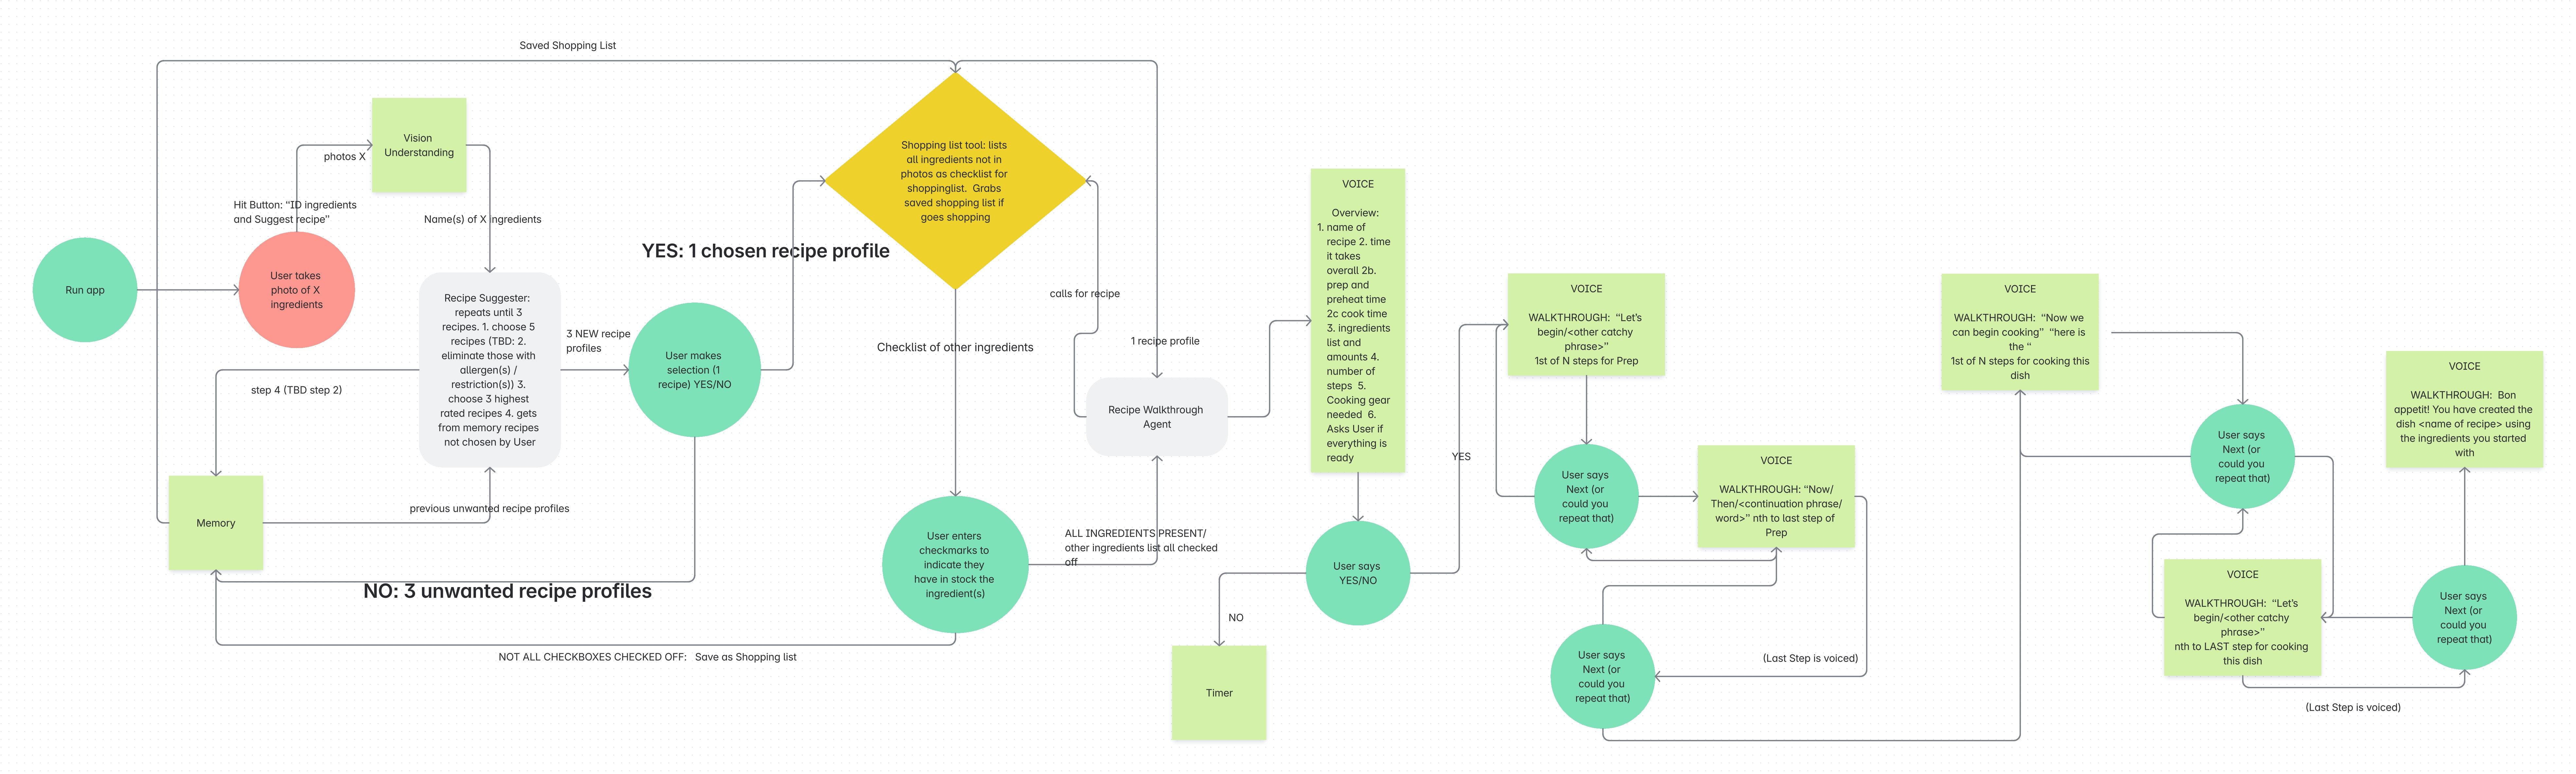 Saved Shopping List
Vision
Understanding
photos X
Hit Button: “ID ingredients
and Suggest recipe”
Name(s) of X ingredients
Run app
User takes
photo of X
ingredients
Recipe Suggester:
repeats until 3
recipes. 1. choose 5
recipes (TBD: 2.
eliminate those with
allergen(s) /
restriction(s)) 3.
choose 3 highest
rated recipes 4. gets
from memory recipes
not chosen by User
step 4 (TBD step 2)
Memory
previous unwanted recipe profiles
3 NEW recipe
profiles
User makes
selection (1
recipe) YES/NO
YES: 1 chosen recipe profile
NO: 3 unwanted recipe profiles
NOT ALL CHECKBOXES CHECKED OFF:   Save as Shopping list
Shopping list tool: lists
all ingredients not in
photos as checklist for
shoppinglist.  Grabs
saved shopping list if
goes shopping
Checklist of other ingredients
User enters
checkmarks to
indicate they
have in stock the
ingredient(s)
calls for recipe
1 recipe profile
Recipe Walkthrough
Agent
ALL INGREDIENTS PRESENT/
other ingredients list all checked
off
VOICE
Overview:
1. name of
recipe 2. time
it takes
overall 2b.
prep and
preheat time
2c cook time
3. ingredients
list and
amounts 4.
number of
steps  5.
Cooking gear
needed  6.
Asks User if
everything is
ready
User says
YES/NO
NO
Timer
YES
VOICE
WALKTHROUGH:  “Let’s
begin/<other catchy
phrase>”
1st of N steps for Prep
User says
Next (or
could you
repeat that)
VOICE
WALKTHROUGH: “Now/
Then/<continuation phrase/
word>” nth to last step of
Prep
(Last Step is voiced)
User says
Next (or
could you
repeat that)
VOICE
WALKTHROUGH:  “Now we
can begin cooking”  “here is
the “
1st of N steps for cooking this
dish
User says
Next (or
could you
repeat that)
VOICE
WALKTHROUGH:  “Let’s
begin/<other catchy
phrase>”
nth to LAST step for cooking
this dish
(Last Step is voiced)
User says
Next (or
could you
repeat that)
VOICE
WALKTHROUGH:  Bon
appetit! You have created the
dish <name of recipe> using
the ingredients you started
with